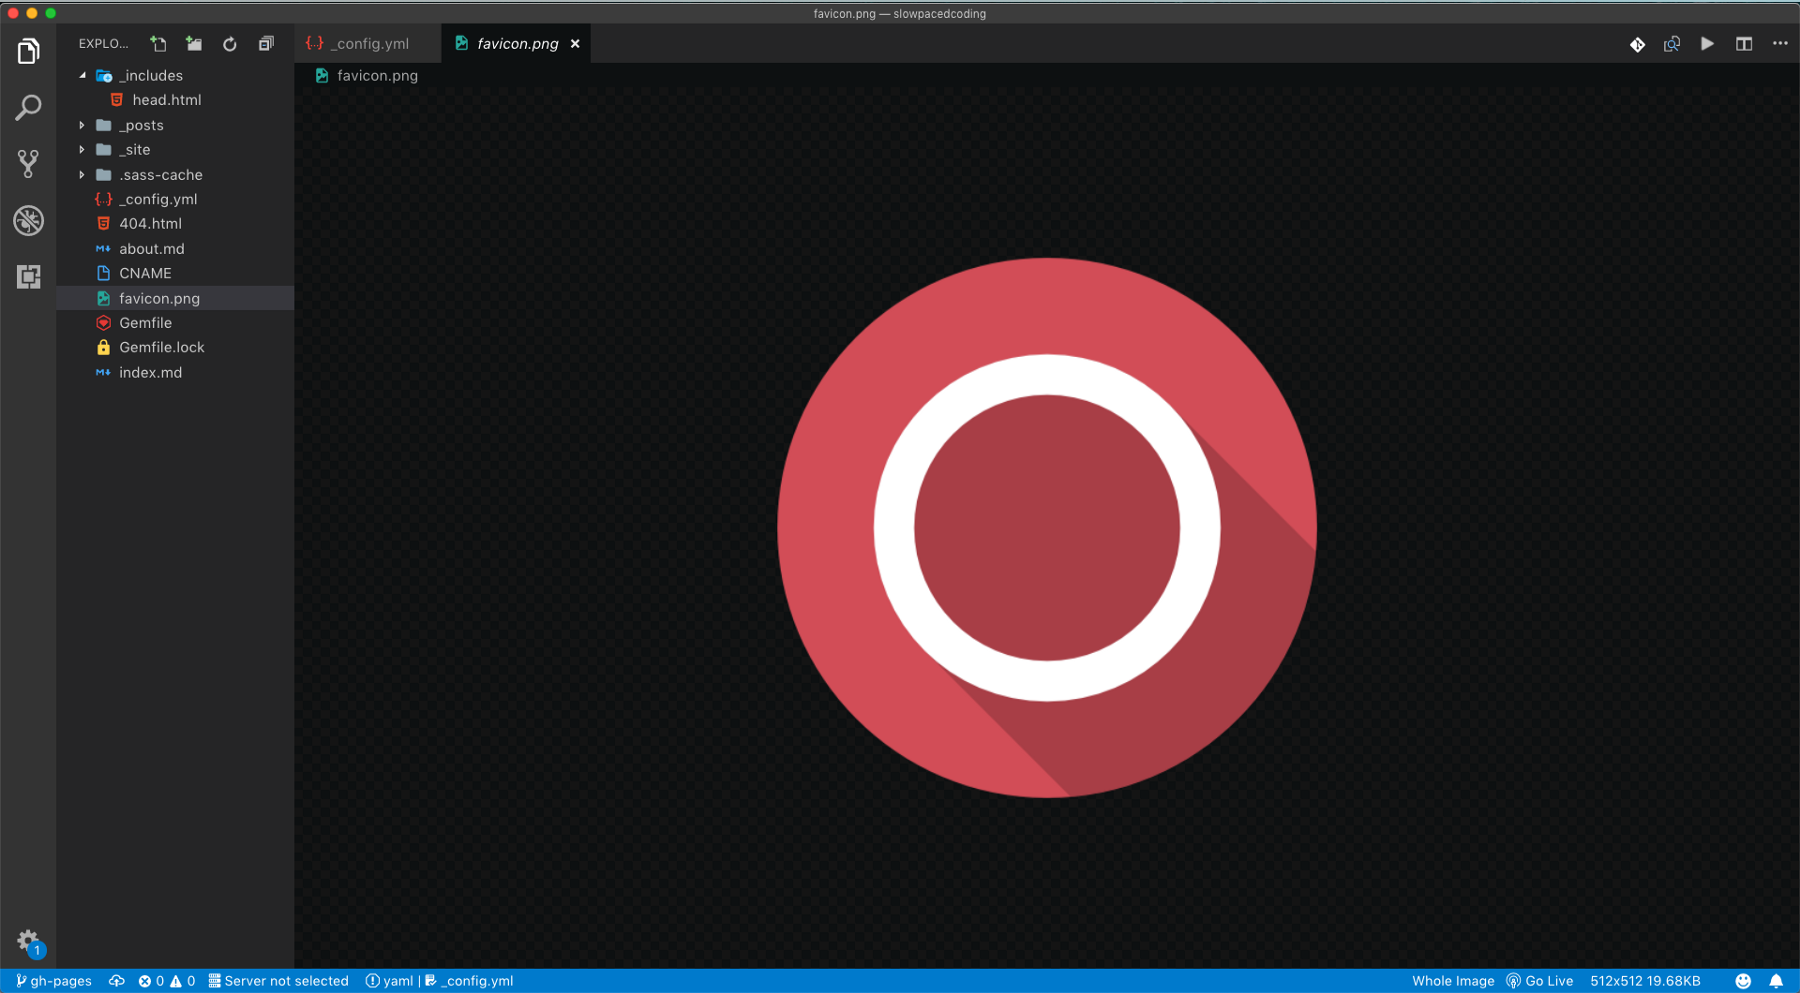 favicon.png — slowpacedcoding
EXPLO...
_config.yml
favicon.png
favicon.png
_includes
head.html
_posts
_site
.sass-cache
_config.yml
404.html
about.md
CNAME
favicon.png
Gemfile
Gemfile.lock
index.md
1
gh-pages 0 0 Server not selected yaml | _config.yml Whole Image Go Live 512x512 19.68KB